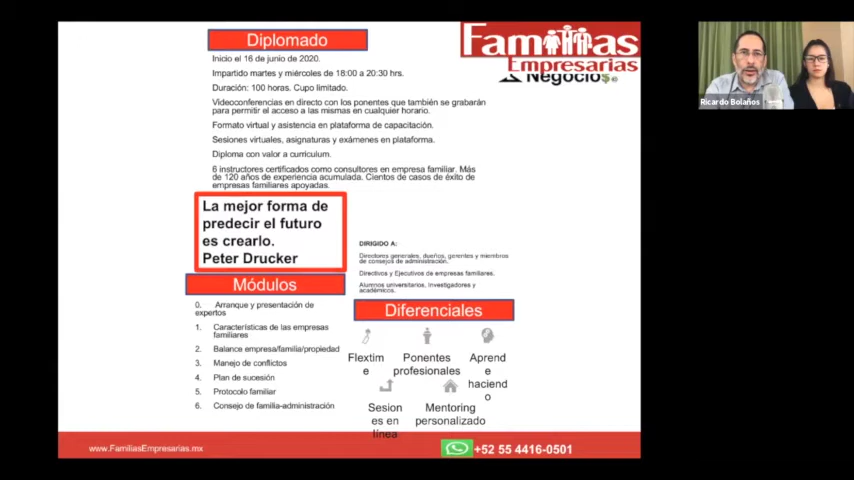 Diplomado
Inicio el 16 de junio de 2020.
Impartido martes y miércoles de 18:00 a 20:30 hrs.
Duración: 100 horas. Cupo limitado.
Videoconferencias en directo con los ponentes que también se grabarán
para permitir el acceso a las mismas en cualquier horario.
Formato virtual y asistencia en plataforma de capacitación.
Sesiones virtuales, asignaturas y exámenes en plataforma.
Diploma con valor a curriculum.
6 instructores certificados como consultores en empresa familiar. Más
de 120 años de experiencia acumulada. Cientos de casos de éxito de
empresas familiares apoyadas.
Familias
Empresarias
Negocio$
Ricardo Bolaños
La mejor forma de
predecir el futuro
es crearlo.
Peter Drucker
Módulos
0. Arranque y presentación de
expertos
1. Características de las empresas
familiares
2. Balance empresa/familia/propiedad
3. Manejo de conflictos
4. Plan de sucesión
5. Protocolo familiar
6. Consejo de familia-administración
DIRIGIDO A:
Directores generales, dueños, gerentes y miembros
de consejos de administración.
Directivos y Ejecutivos de empresas familiares.
Alumnos universitarios, investigadores y
académicos.
Diferenciales
Flextim
e
Ponentes
profesionales
Aprend
e
haciend
o
Sesion
es en
línea
Mentoring
personalizado
www.FamiliasEmpresarias.mx
+52 55 4416-0501